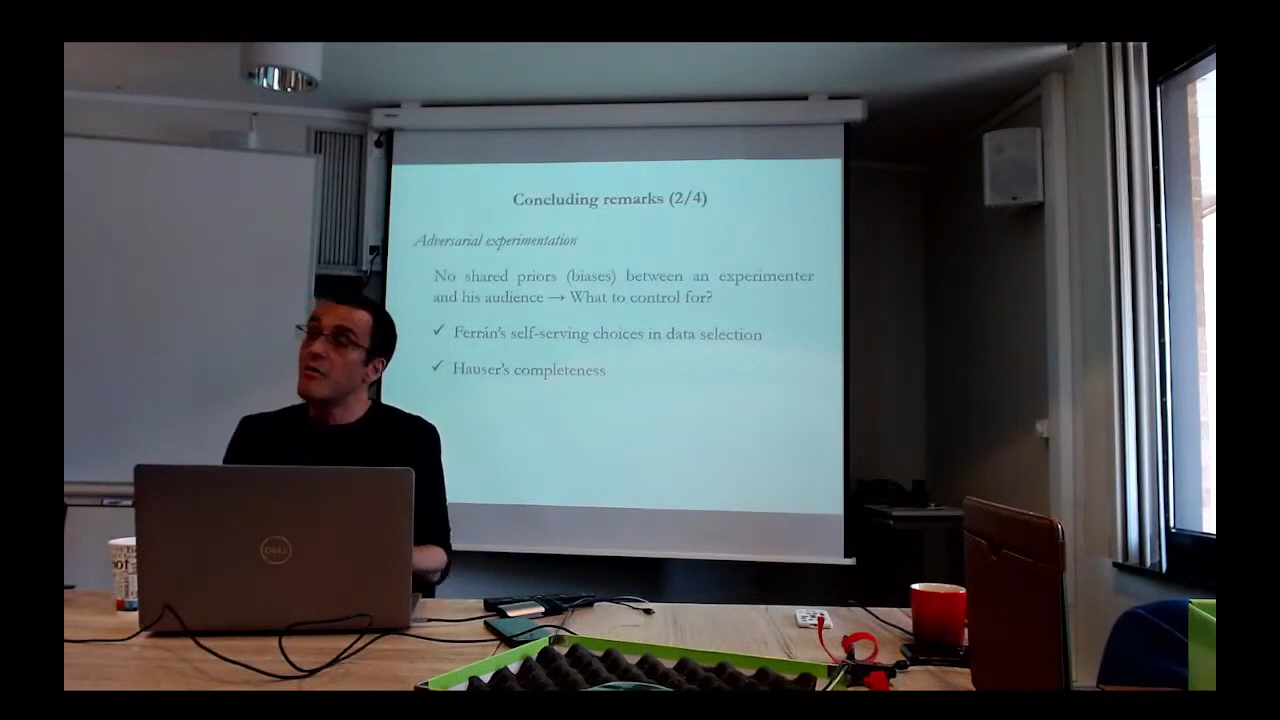 Concluding remarks (2/4)
Adversarial experimentation
No shared priors (biases) between an experimenter
and his audience → What to control for?
✓ Ferrán's self-serving choices in data selection
✓ Hauser's completeness
DELL